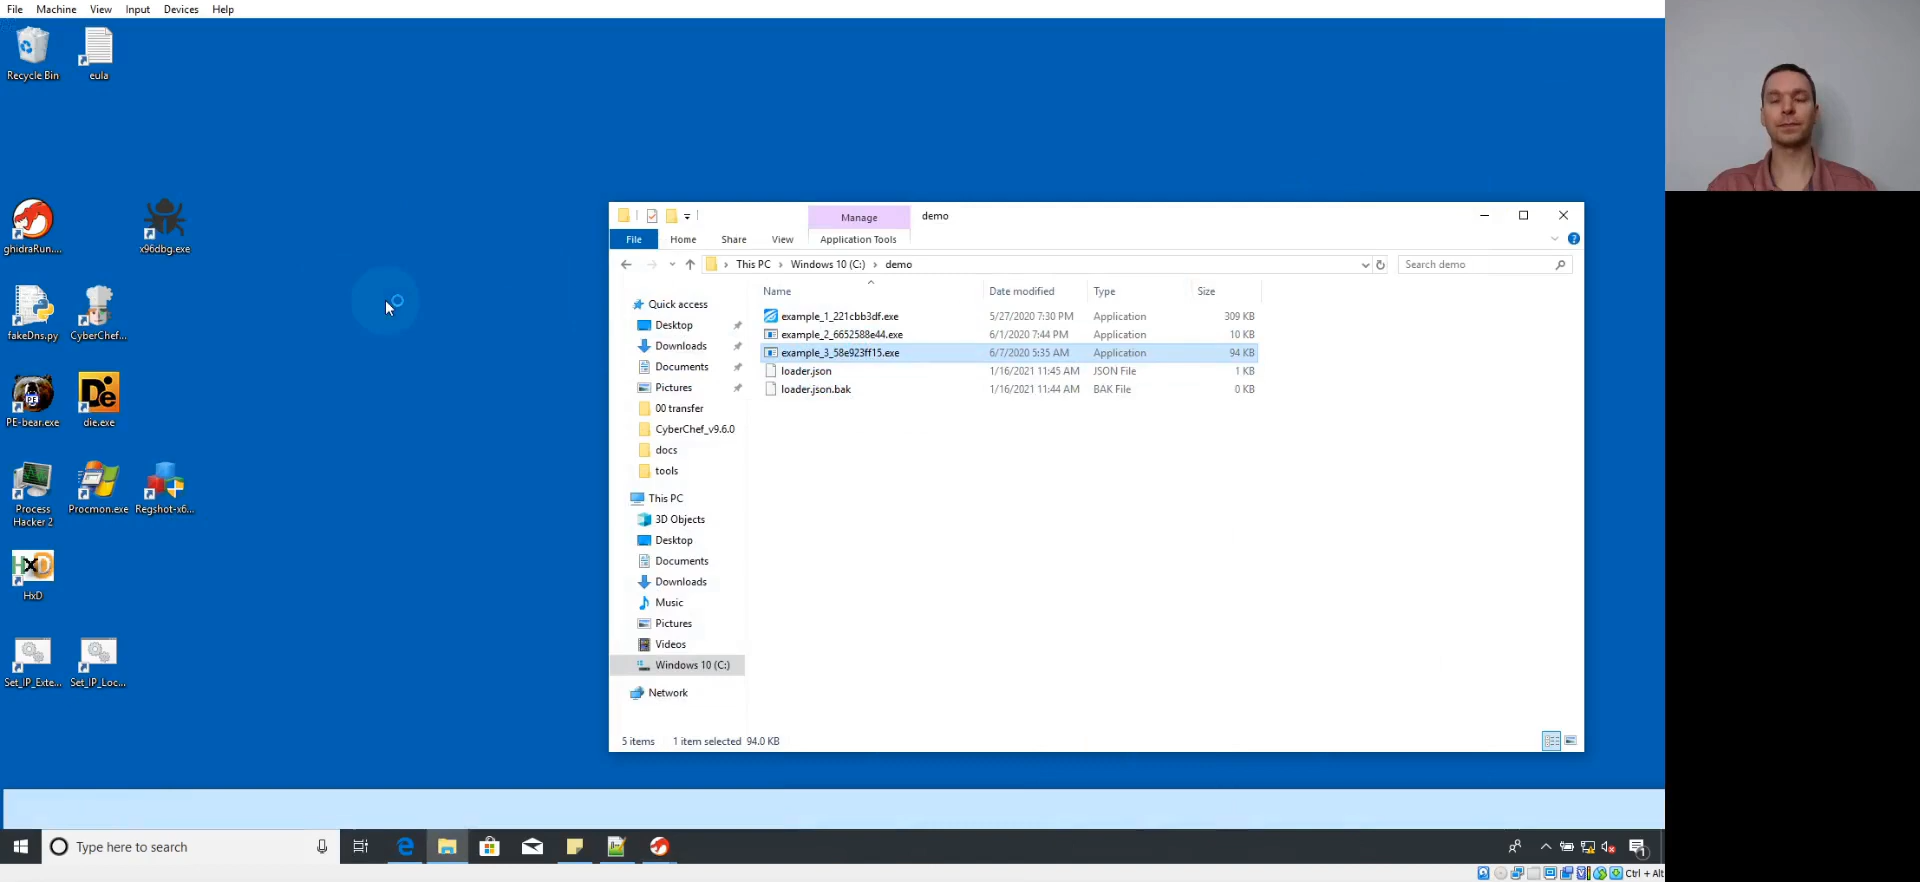 File Machine View Input Devices Help
Recycle Bin
eula
ghidraRun....
x96dbg.exe
fakeDns.py
CyberChef...
PE-bear.exe
die.exe
Process
Hacker 2
Procmon.exe
Regshot-x6...
HxD
Set_IP_Exte...
Set_IP_Loc...
Manage
demo
File Home Share View Application Tools
This PC › Windows 10 (C:) › demo
Search demo
Name Date modified Type Size
example_1_221cbb3df.exe 5/27/2020 7:30 PM Application 309 KB
example_2_6652588e44.exe 6/1/2020 7:44 PM Application 10 KB
example_3_58e923ff15.exe 6/7/2020 5:35 AM Application 94 KB
loader.json 1/16/2021 11:45 AM JSON File 1 KB
loader.json.bak 1/16/2021 11:44 AM BAK File 0 KB
Quick access
Desktop
Downloads
Documents
Pictures
00 transfer
CyberChef_v9.6.0
docs
tools
This PC
3D Objects
Desktop
Documents
Downloads
Music
Pictures
Videos
Windows 10 (C:)
Network
5 items 1 item selected 94.0 KB
Type here to search
1
Ctrl + Alt